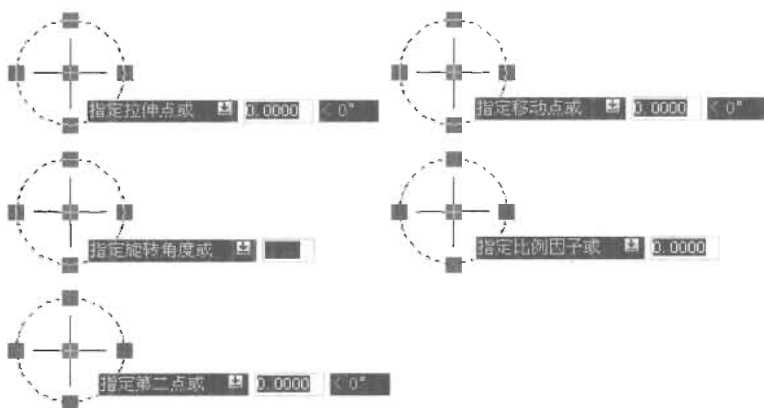 指定拉伸点或 0.0000 < 0°
指定移动点或 0.0000 < 0°
指定旋转角度或
指定比例因子或 0.0000
指定第二点或 0.0000 < 0°